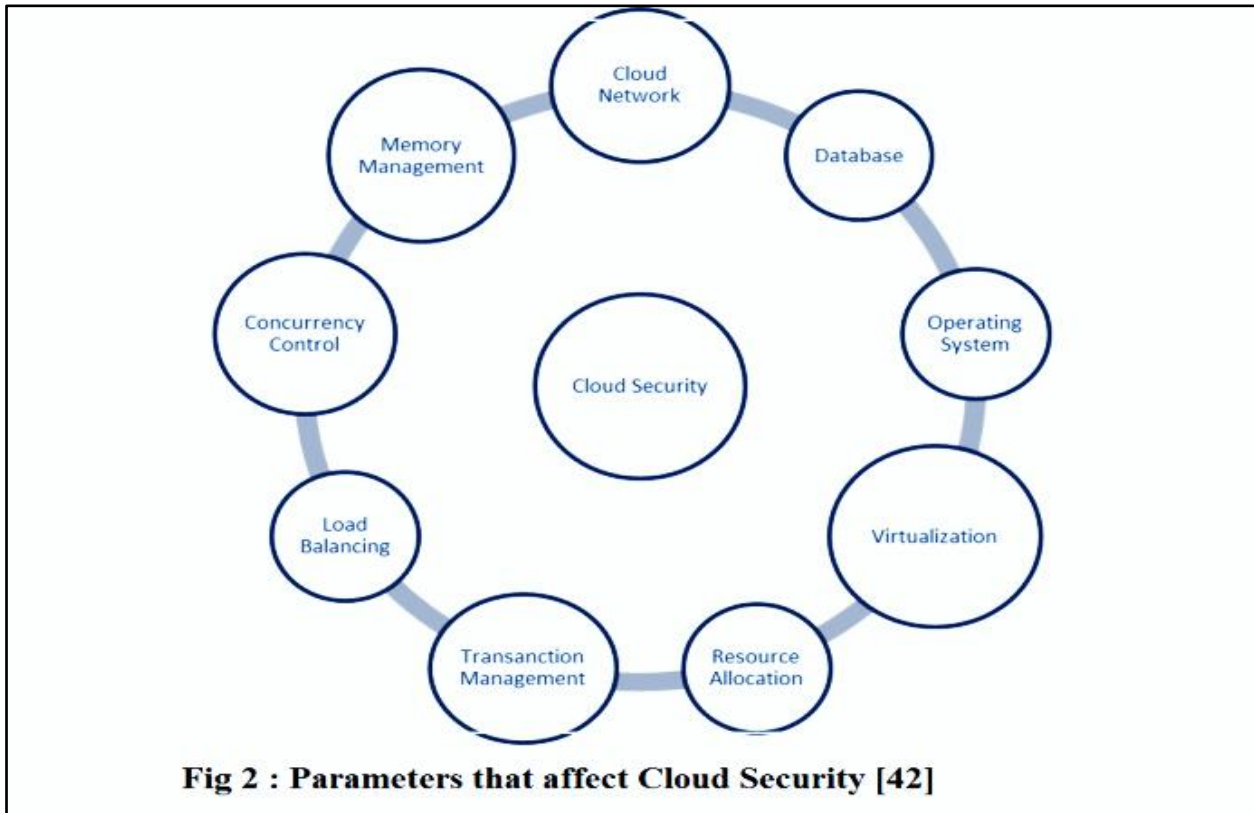 Cloud
Network
Database
Operating
System
Virtualization
Resource
Allocation
Transanction
Management
Load
Balancing
Concurrency
Control
Memory
Management
Cloud Security
Fig 2 : Parameters that affect Cloud Security [42]